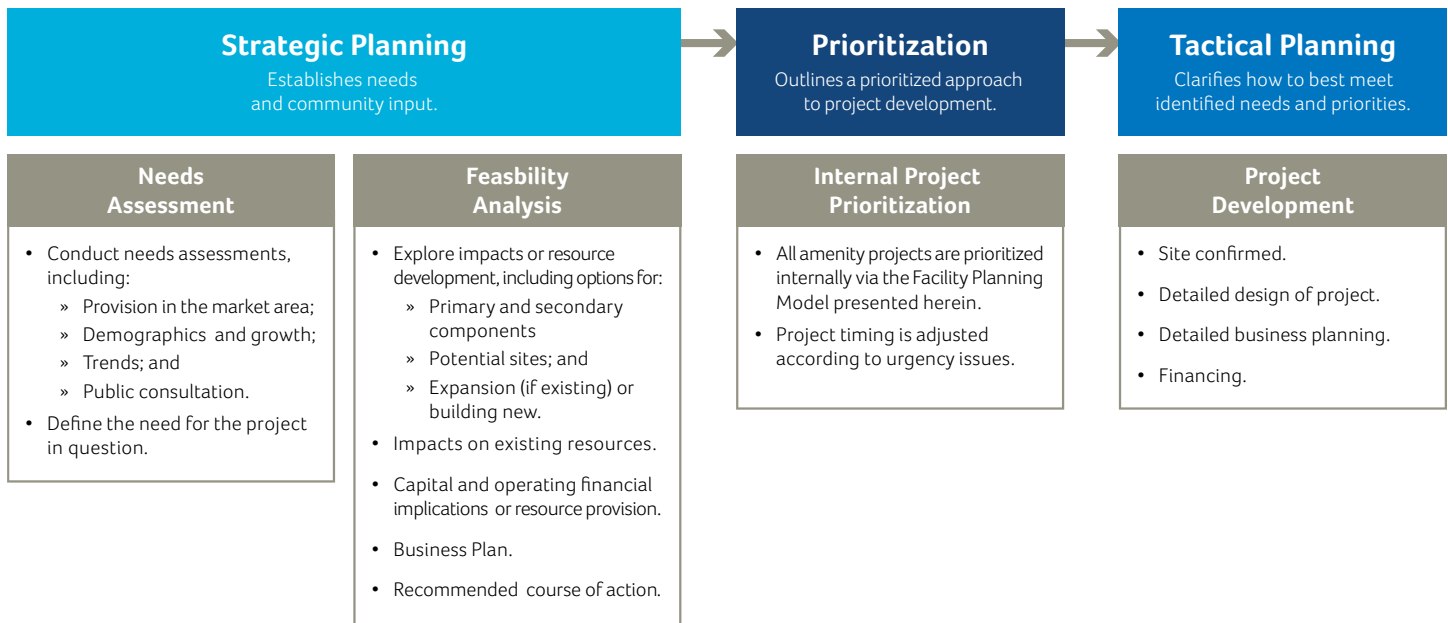 Strategic Planning
Establishes needs
and community input.
Prioritization
Outlines a prioritized approach
to project development.
Tactical Planning
Clarifies how to best meet
identified needs and priorities.
Needs
Assessment
• Conduct needs assessments,
including:
» Provision in the market area;
» Demographics and growth;
» Trends; and
» Public consultation.
• Define the need for the project
in question.
Feasbility
Analysis
• Explore impacts or resource
development, including options for:
» Primary and secondary
components
» Potential sites; and
» Expansion (if existing) or
building new.
• Impacts on existing resources.
• Capital and operating financial
implications or resource provision.
• Business Plan.
• Recommended course of action.
Internal Project
Prioritization
• All amenity projects are prioritized
internally via the Facility Planning
Model presented herein.
• Project timing is adjusted
according to urgency issues.
Project
Development
• Site confirmed.
• Detailed design of project.
• Detailed business planning.
• Financing.